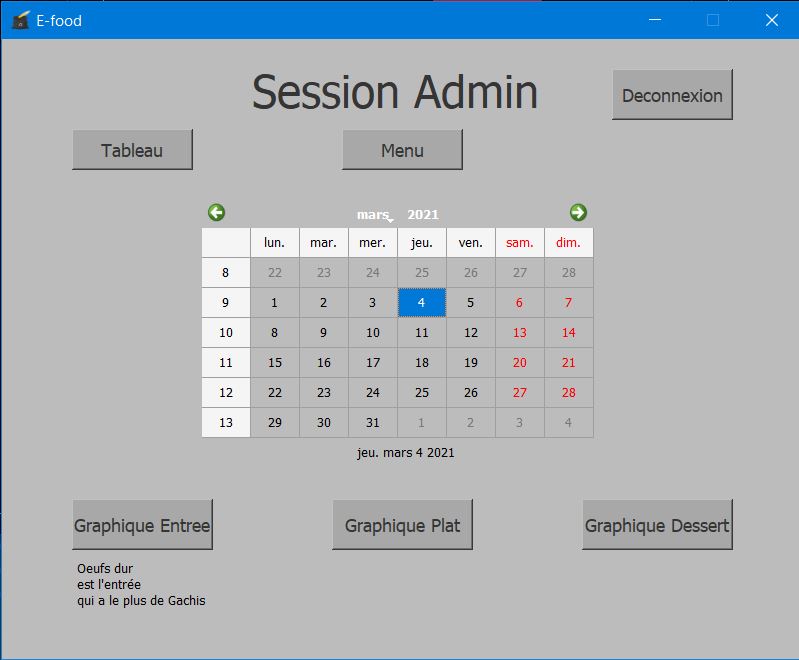 E-food
Session Admin
Deconnexion
Tableau
Menu
mars 2021
lun. mar. mer. jeu. ven. sam. dim.
8 22 23 24 25 26 27 28
9 1 2 3 4 5 6 7
10 8 9 10 11 12 13 14
11 15 16 17 18 19 20 21
12 22 23 24 25 26 27 28
13 29 30 31 1 2 3 4
jeu. mars 4 2021
Graphique Entree
Graphique Plat
Graphique Dessert
Oeufs dur
est l'entrée
qui a le plus de Gachis